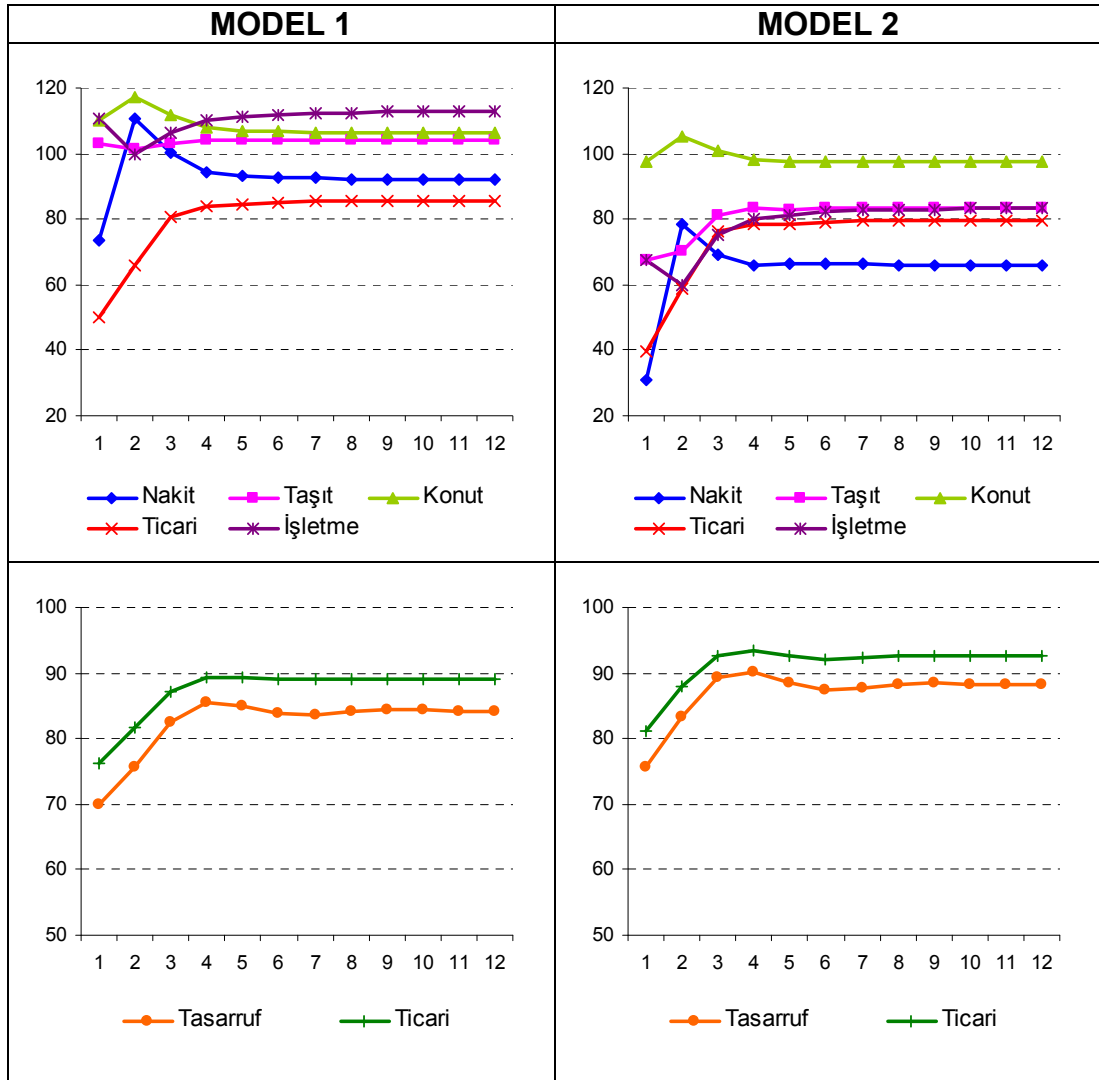 MODEL 1
MODEL 2
120
100
80
60
40
20
1 2 3 4 5 6 7 8 9 10 11 12
Nakit Taşıt Konut
Ticari İşletme
120
100
80
60
40
20
1 2 3 4 5 6 7 8 9 10 11 12
Nakit Taşıt Konut
Ticari İşletme
100
90
80
70
60
50
1 2 3 4 5 6 7 8 9 10 11 12
Tasarruf Ticari
100
90
80
70
60
50
1 2 3 4 5 6 7 8 9 10 11 12
Tasarruf Ticari